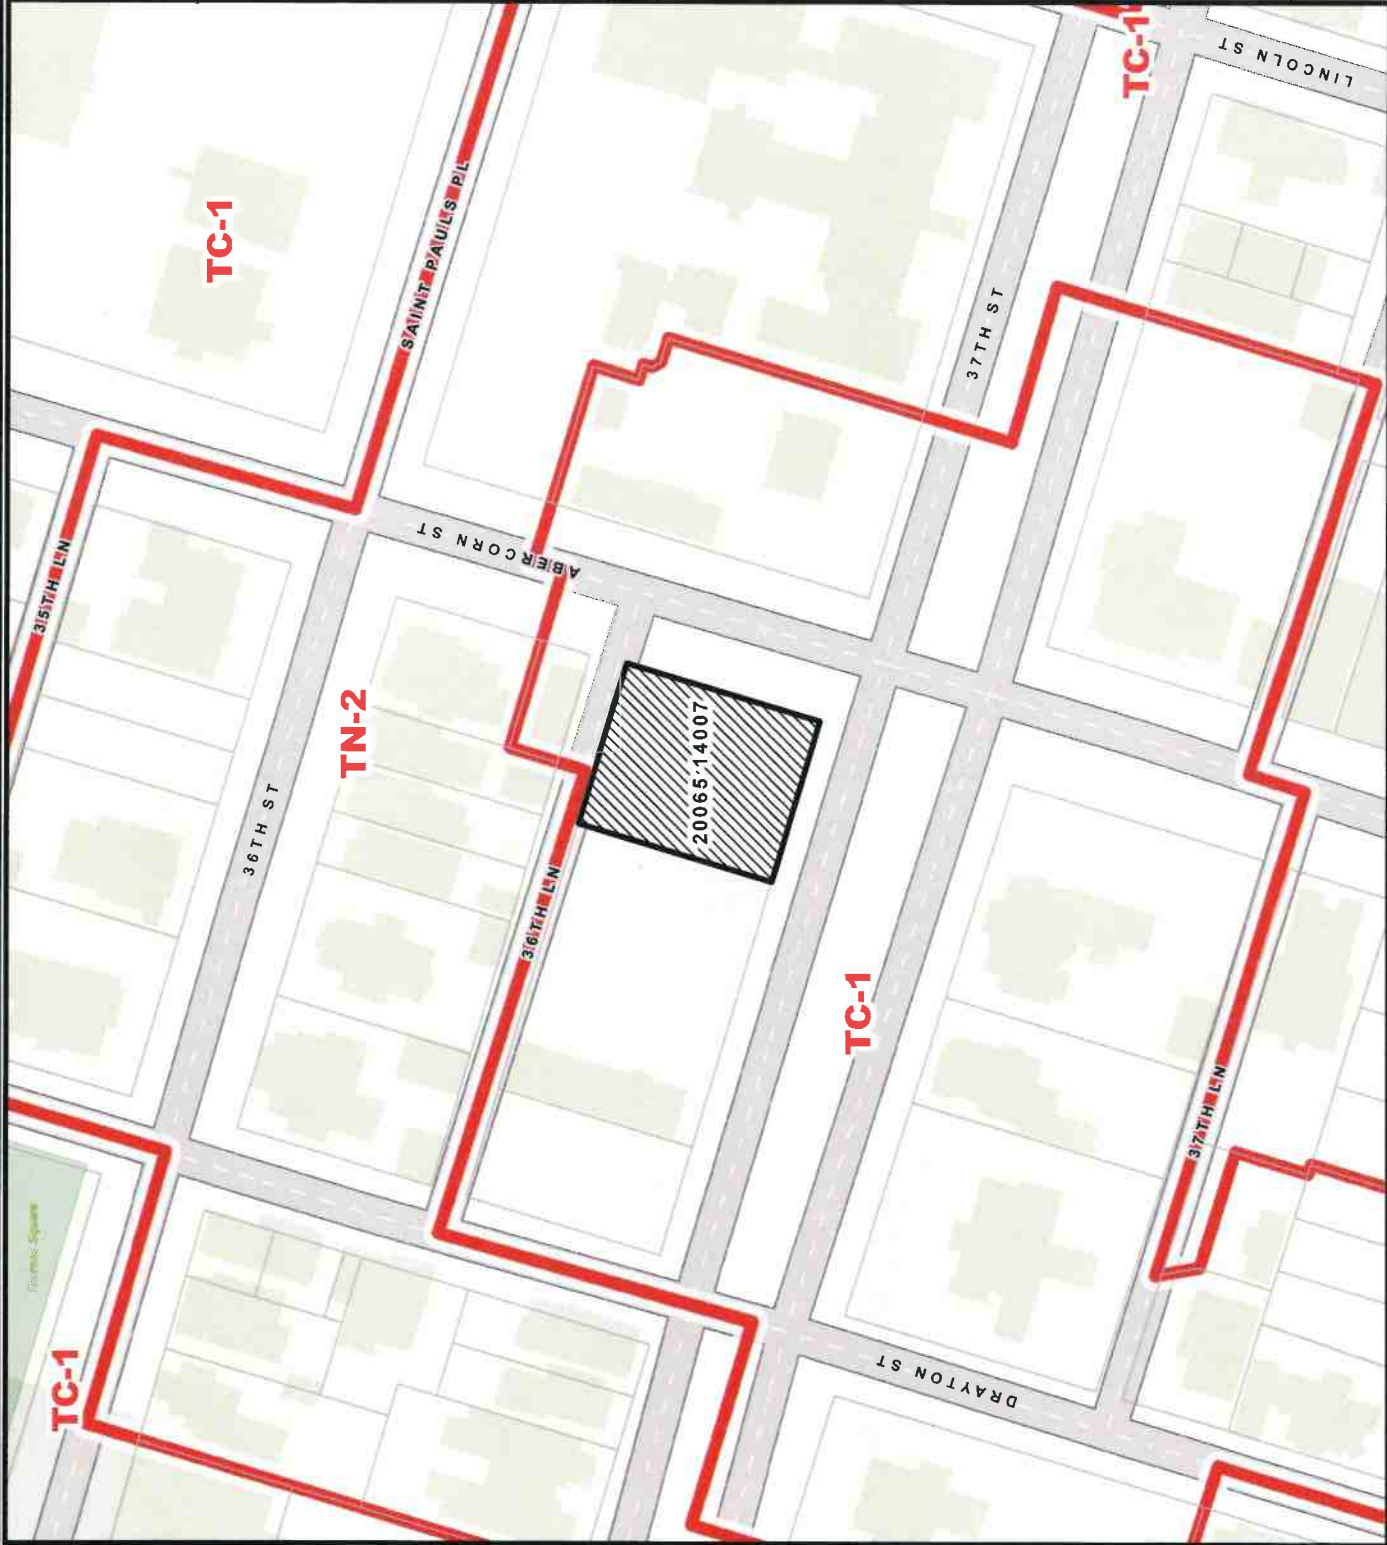 TC-1
LINCOLN ST
TC-1
SAINT PAULS PL
37TH ST
ABERCORN ST
35TH LN
TN-2
20065 14007
36TH ST
36TH LN
TC-1
37TH LN
Square
TC-1
DRAYTON ST